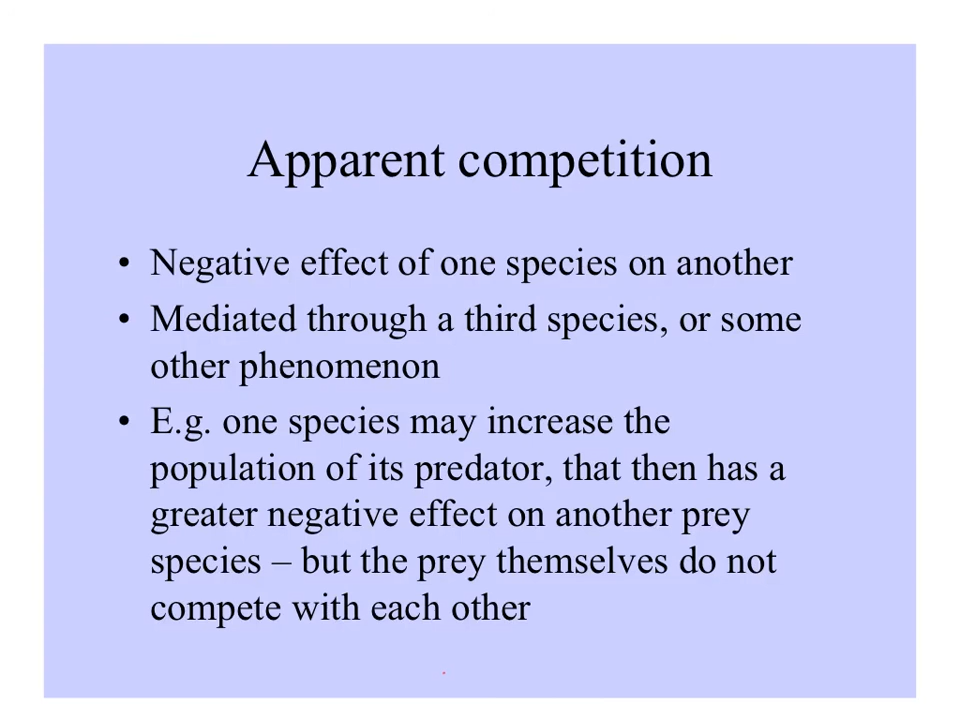 Apparent competition
• Negative effect of one species on another
• Mediated through a third species, or some
other phenomenon
• E.g. one species may increase the
population of its predator, that then has a
greater negative effect on another prey
species – but the prey themselves do not
compete with each other